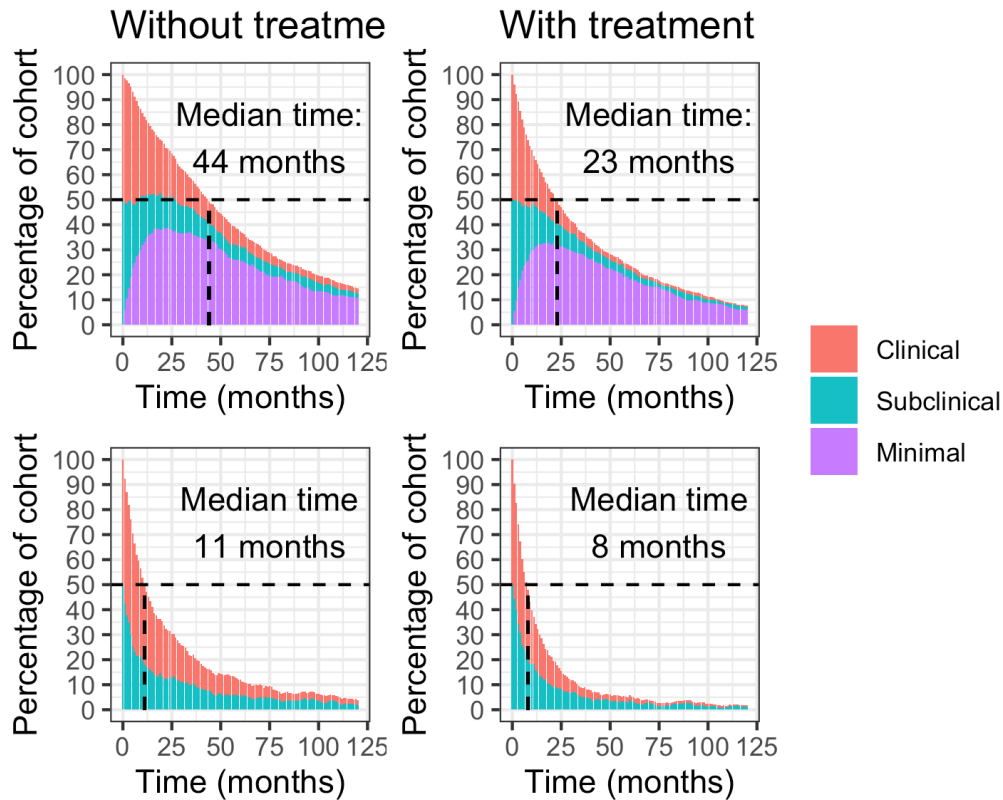 Without treatme
With treatment
Percentage of cohort
100
90
80
70
60
50
40
30
20
10
0
Median time:
44 months
0 25 50 75 100 125
Time (months)
Percentage of cohort
100
90
80
70
60
50
40
30
20
10
0
Median time:
23 months
0 25 50 75 100 125
Time (months)
Clinical
Subclinical
Minimal
Percentage of cohort
100
90
80
70
60
50
40
30
20
10
0
Median time
11 months
0 25 50 75 100 125
Time (months)
Percentage of cohort
100
90
80
70
60
50
40
30
20
10
0
Median time
8 months
0 25 50 75 100 125
Time (months)